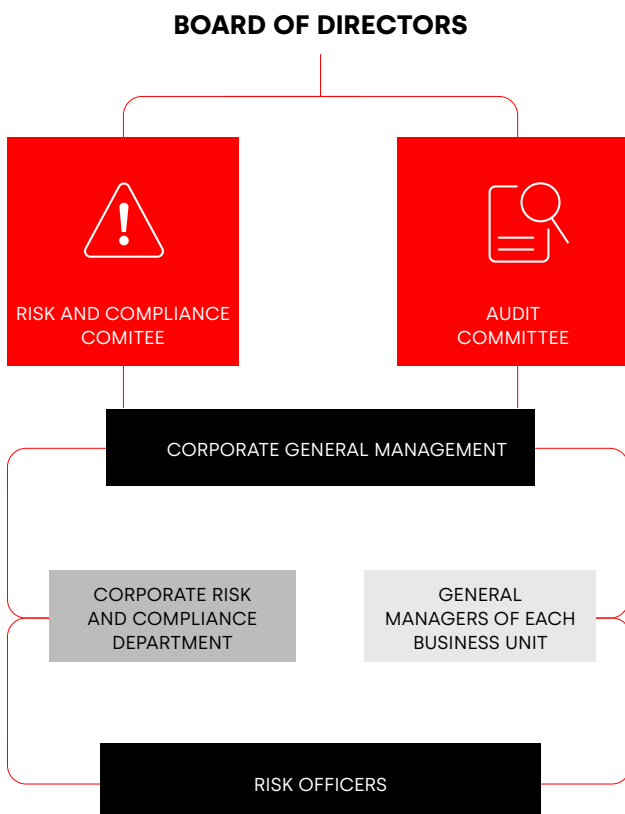 BOARD OF DIRECTORS
RISK AND COMPLIANCE
COMITEE
AUDIT
COMMITTEE
CORPORATE GENERAL MANAGEMENT
CORPORATE RISK
AND COMPLIANCE
DEPARTMENT
GENERAL
MANAGERS OF EACH
BUSINESS UNIT
RISK OFFICERS